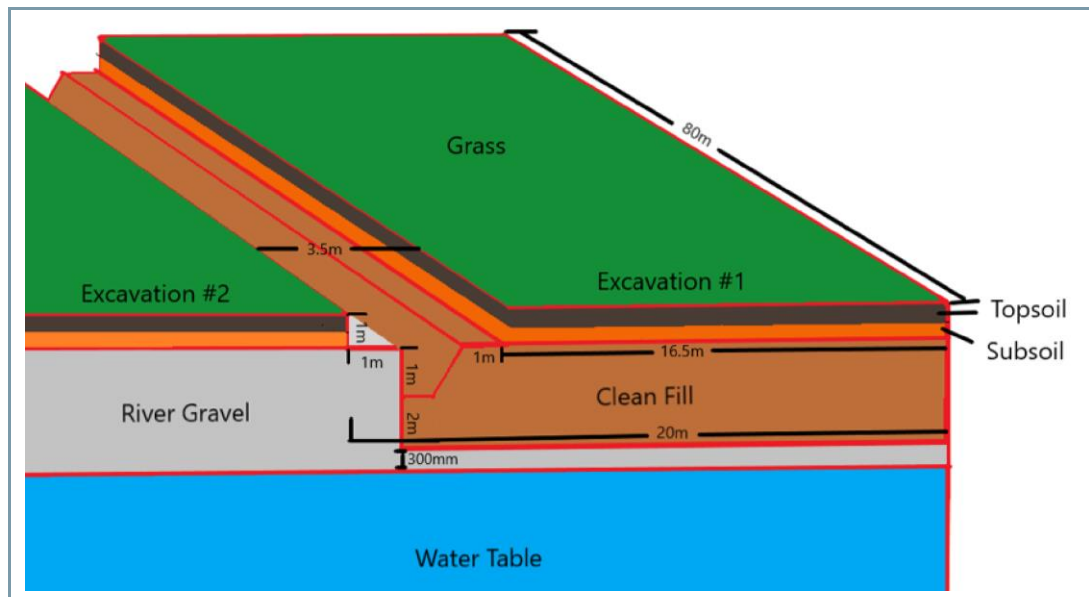 80m
Grass
3.5m
Excavation #2
Excavation #1
Topsoil
1m
Subsoil
1m
1m
1m
16.5m
River Gravel
Clean Fill
2m
20m
300mm
Water Table